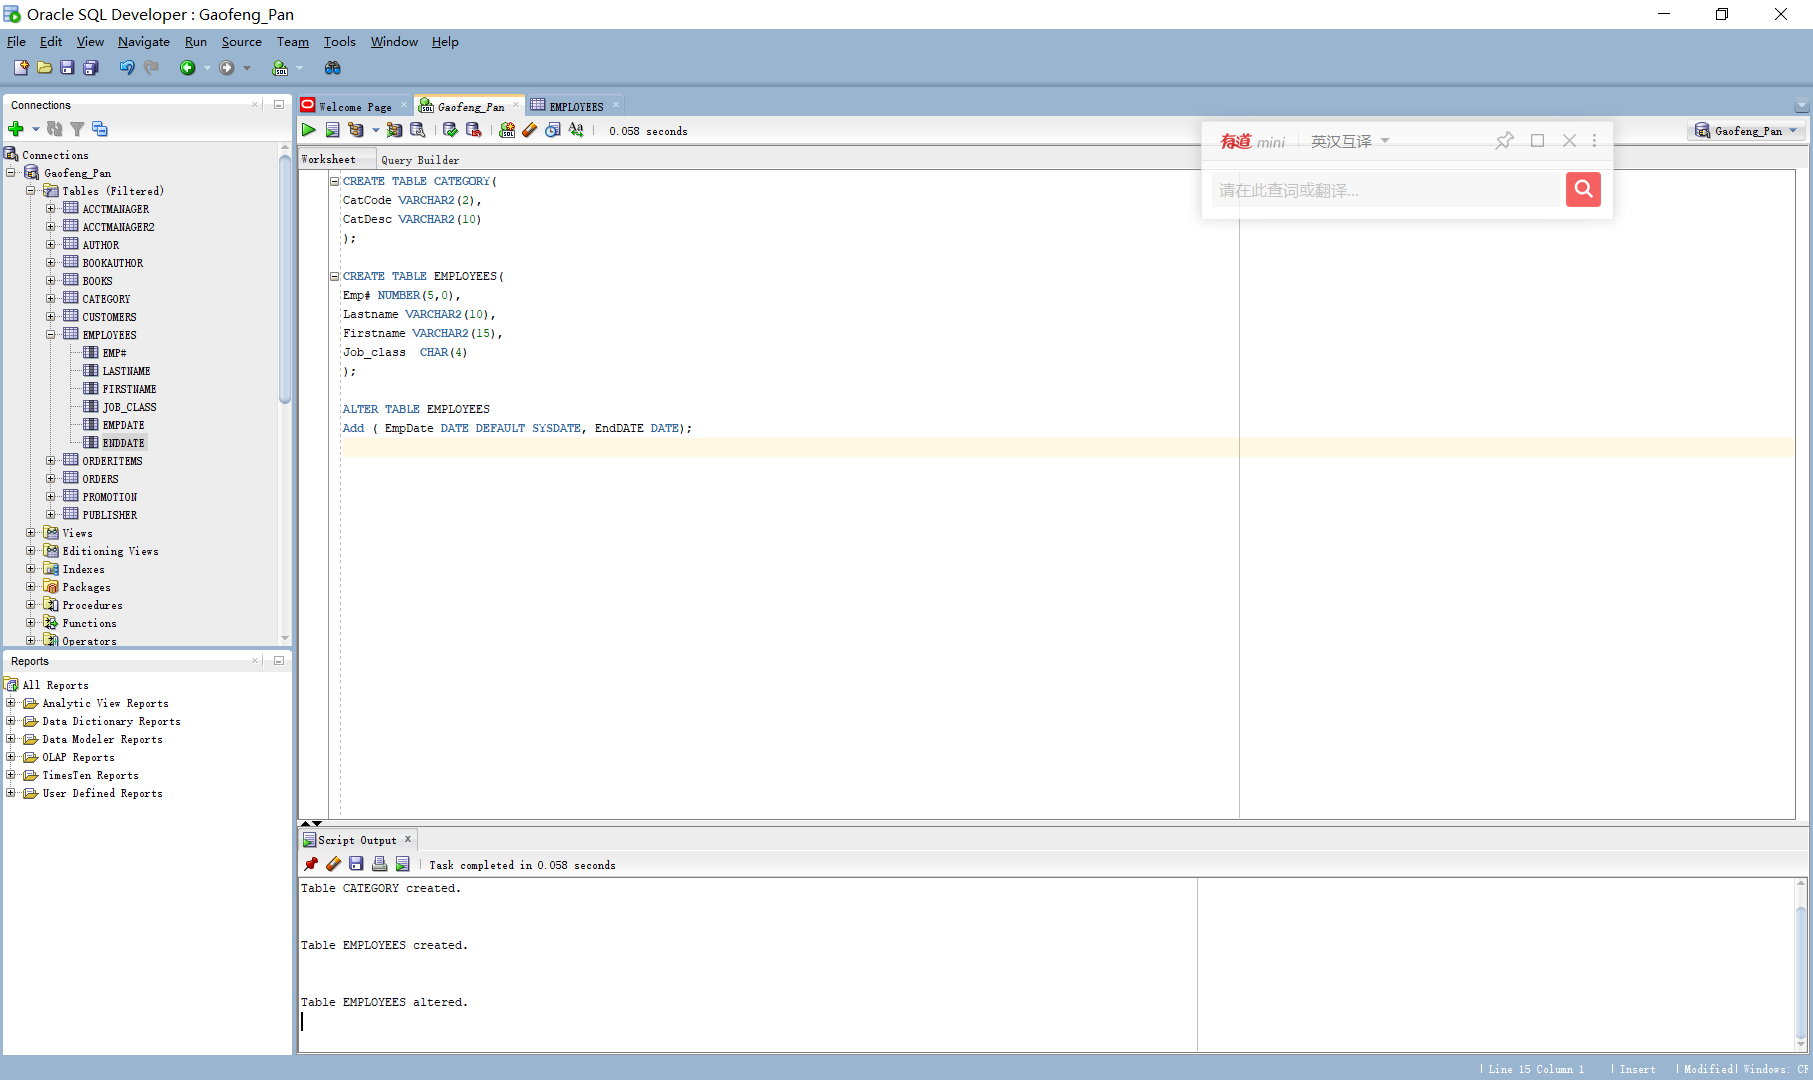 Oracle SQL Developer : Gaofeng_Pan
File Edit View Navigate Run Source Team Tools Window Help
Connections
Connections
Gaofeng_Pan
Tables (Filtered)
ACCTMANAGER
ACCTMANAGER2
AUTHOR
BOOKAUTHOR
BOOKS
CATEGORY
CUSTOMERS
EMPLOYEES
EMP#
LASTNAME
FIRSTNAME
JOB_CLASS
EMPDATE
ENDDATE
ORDERITEMS
ORDERS
PROMOTION
PUBLISHER
Views
Editioning Views
Indexes
Packages
Procedures
Functions
Operators
Reports
All Reports
Analytic View Reports
Data Dictionary Reports
Data Modeler Reports
OLAP Reports
TimesTen Reports
User Defined Reports
Welcome Page Gaofeng_Pan EMPLOYEES
0.058 seconds
Gaofeng_Pan
Worksheet Query Builder
CREATE TABLE CATEGORY(
CatCode VARCHAR2(2),
CatDesc VARCHAR2(10)
);
CREATE TABLE EMPLOYEES(
Emp# NUMBER(5,0),
Lastname VARCHAR2(10),
Firstname VARCHAR2(15),
Job_class  CHAR(4)
);
ALTER TABLE EMPLOYEES
Add ( EmpDate DATE DEFAULT SYSDATE, EndDATE DATE);
有道 mini 英汉互译
请在此查词或翻译...
Script Output
Task completed in 0.058 seconds
Table CATEGORY created.
Table EMPLOYEES created.
Table EMPLOYEES altered.
Line 15 Column 1 Insert Modified Windows: CR